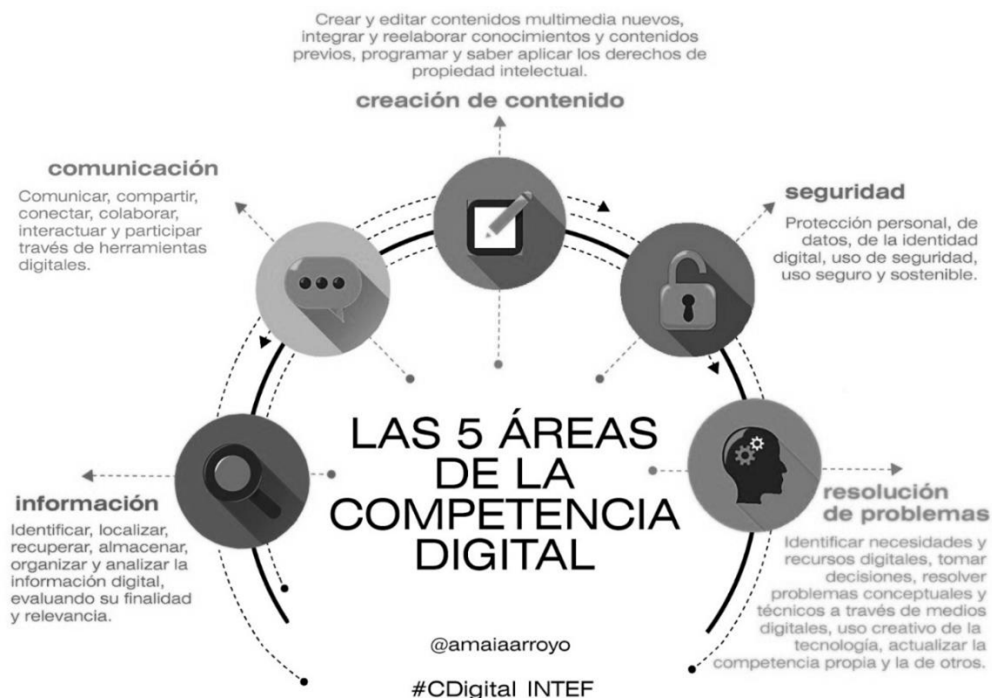 Crear y editar contenidos multimedia nuevos,
integrar y reelaborar conocimientos y contenidos
previos, programar y saber aplicar los derechos de
propiedad intelectual.
creación de contenido
comunicación
Comunicar, compartir,
conectar, colaborar,
interactuar y participar
través de herramientas
digitales.
seguridad
Protección personal, de
datos, de la identidad
digital, uso de seguridad,
uso seguro y sostenible.
información
Identificar, localizar,
recuperar, almacenar,
organizar y analizar la
información digital,
evaluando su finalidad
y relevancia.
LAS 5 ÁREAS
DE LA
COMPETENCIA
DIGITAL
resolución
de problemas
Identificar necesidades y
recursos digitales, tomar
decisiones, resolver
problemas conceptuales y
técnicos a través de medios
digitales, uso creativo de la
tecnología, actualizar la
competencia propia y la de otros.
@amaiaarroyo
#CDigital INTEF